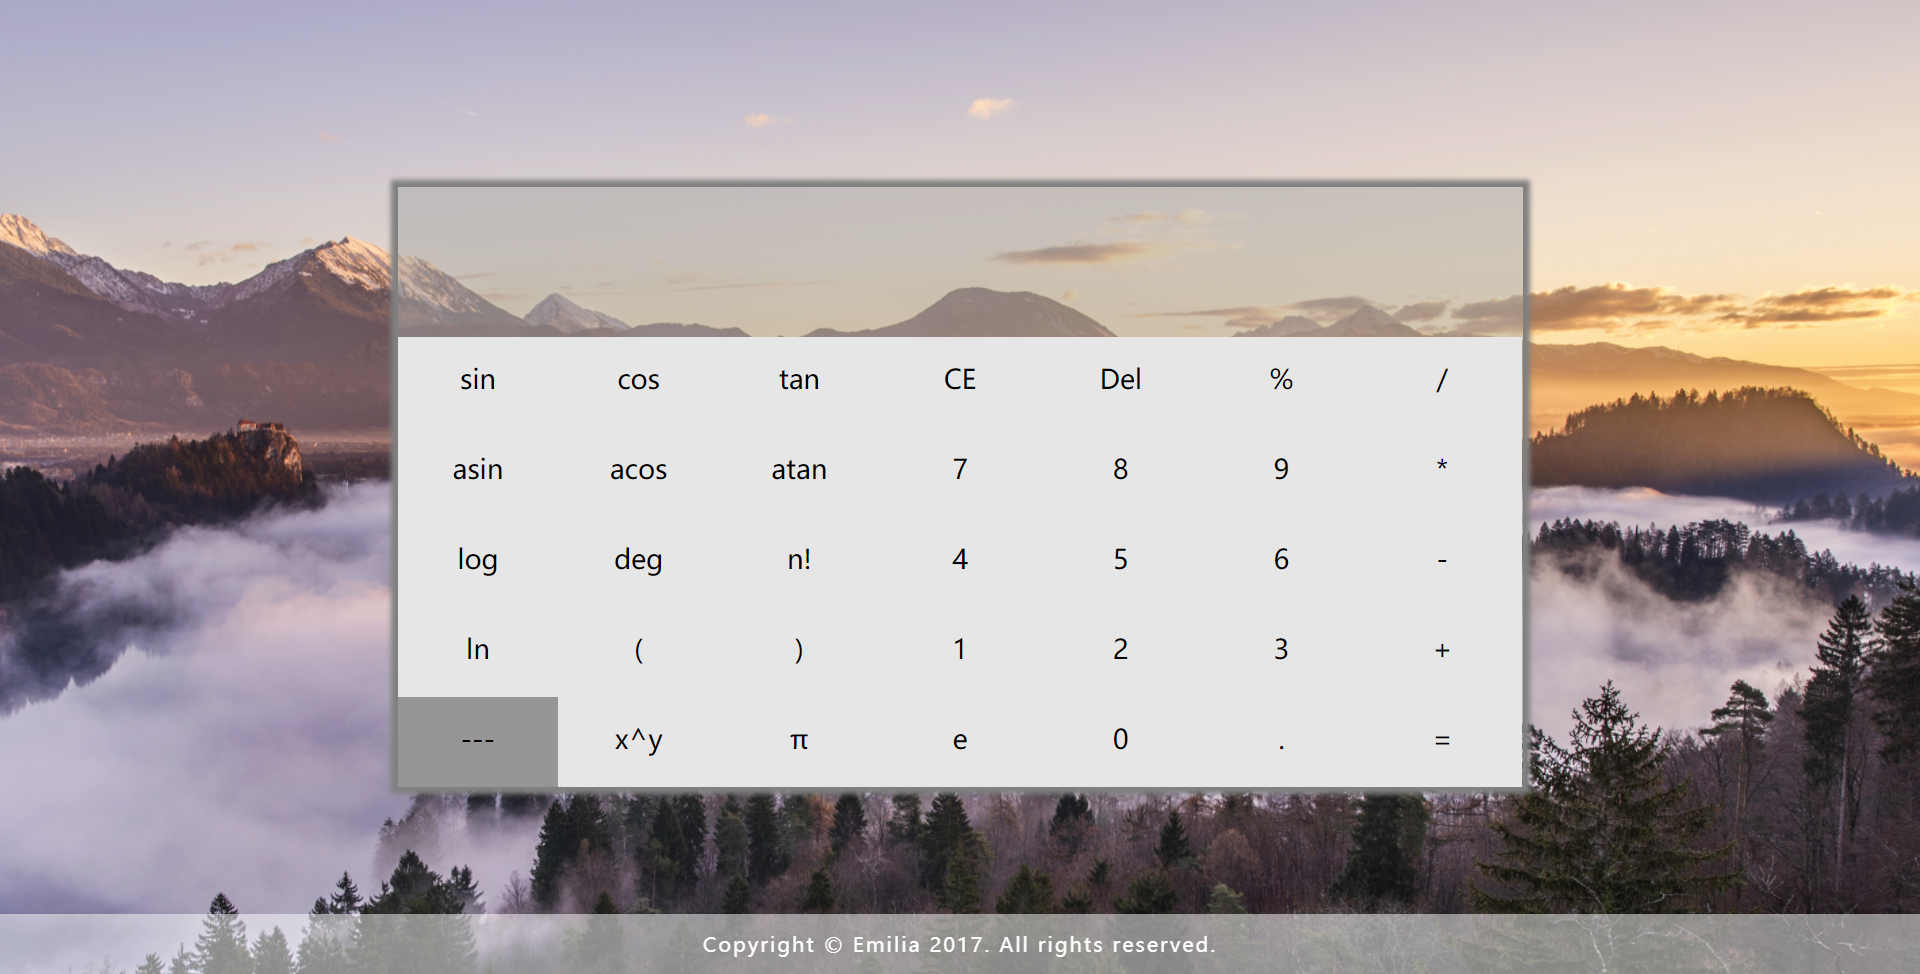 sin cos tan CE Del % /
asin acos atan 7 8 9 *
log deg n! 4 5 6 -
ln ( ) 1 2 3 +
--- x^y π e 0 . =
Copyright © Emilia 2017. All rights reserved.